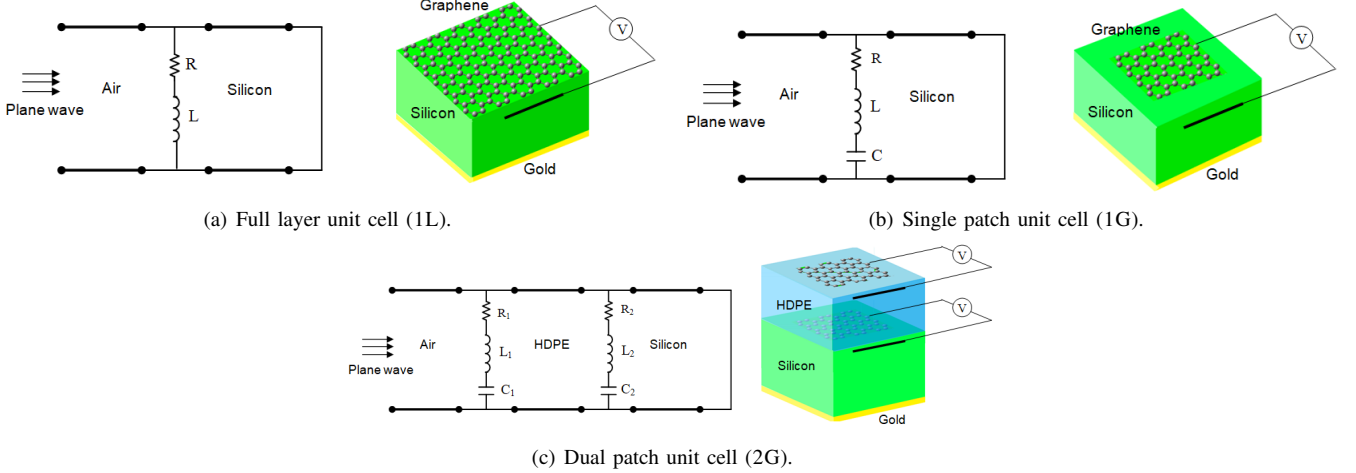 Graphene
V
R
Air
Silicon
L
Plane wave
Silicon
Gold
(a) Full layer unit cell (1L).
Graphene
V
R
Air
Silicon
L
Plane wave
C
Silicon
Gold
(b) Single patch unit cell (1G).
V
HDPE
V
R1
R2
Air
HDPE
Silicon
L1
L2
Plane wave
C1
C2
Silicon
Gold
(c) Dual patch unit cell (2G).